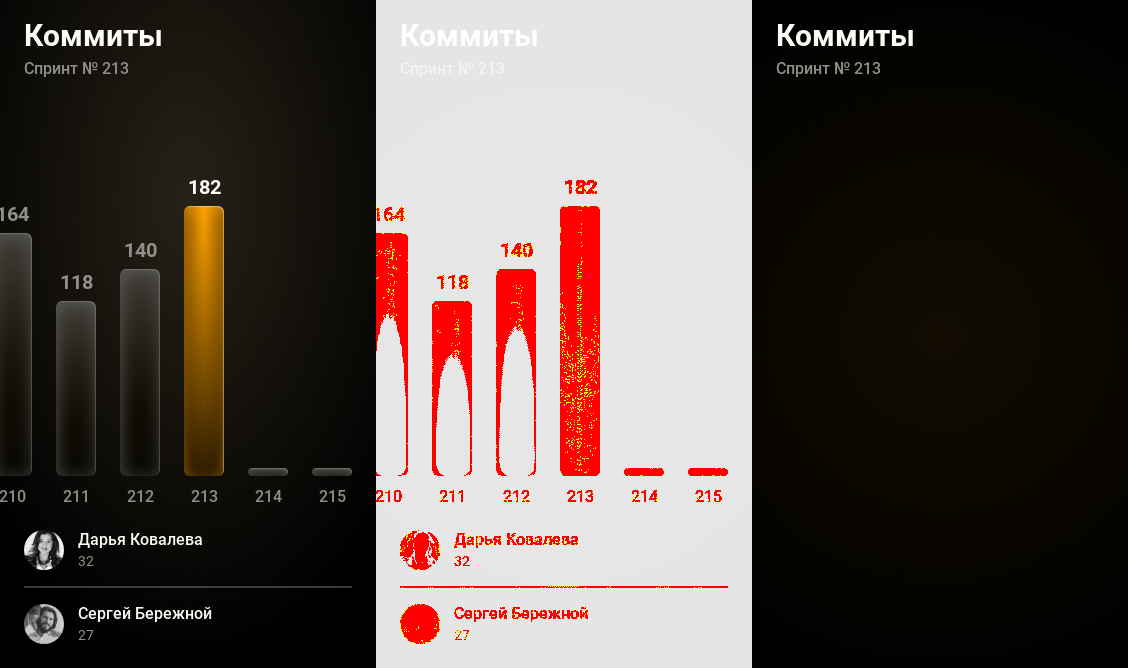 Коммиты
Спринт № 213
182
164
140
118
210 211 212 213 214 215
Дарья Ковалева
32
Сергей Бережной
27
Коммиты
Спринт № 213
182
164
140
118
210 211 212 213 214 215
Дарья Ковалева
32
Сергей Бережной
27
Коммиты
Спринт № 213